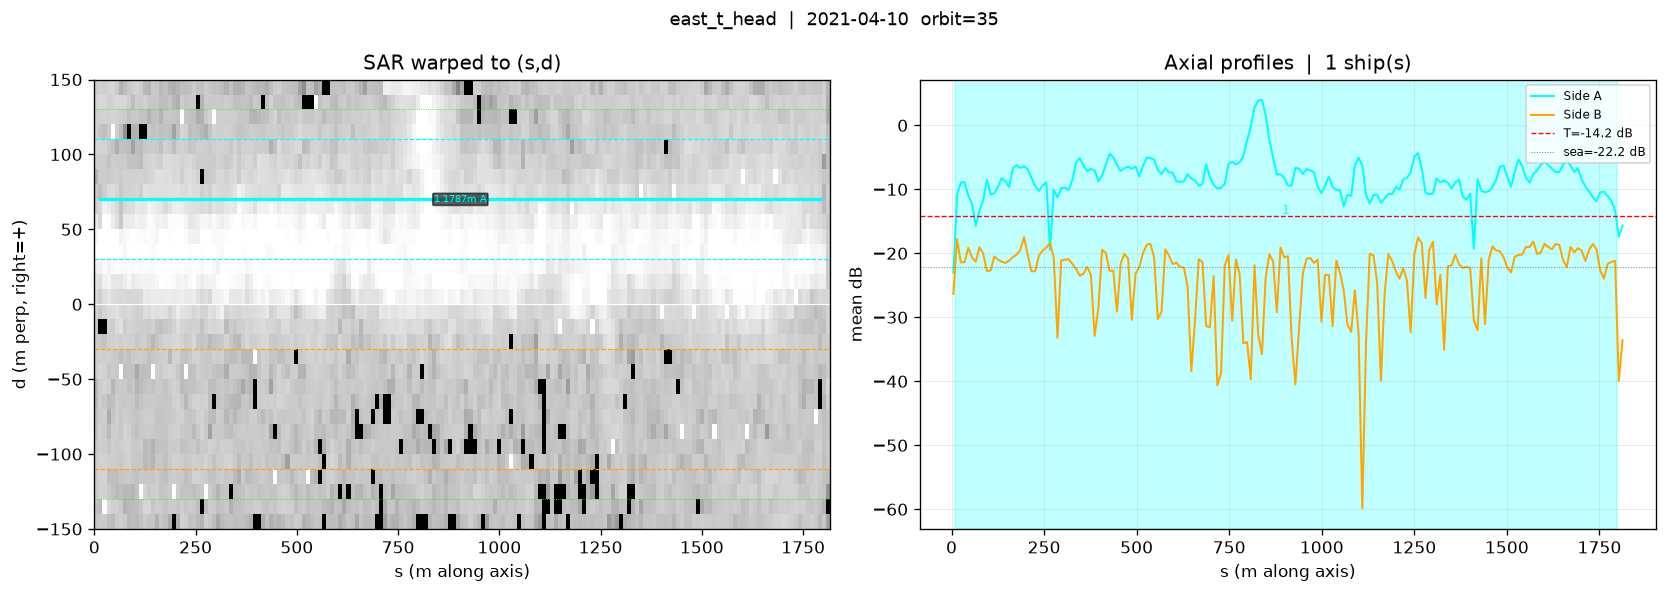 east_t_head | 2021-04-10 orbit=35
SAR warped to (s,d)
150
100
50
0
−50
−100
−150
d (m perp, right=+)
1 1787m A
0
250
500
750
1000
1250
1500
1750
s (m along axis)
Axial profiles | 1 ship(s)
0
−10
−20
−30
−40
−50
−60
mean dB
Side A
Side B
T=-14.2 dB
sea=-22.2 dB
1
0
250
500
750
1000
1250
1500
1750
s (m along axis)